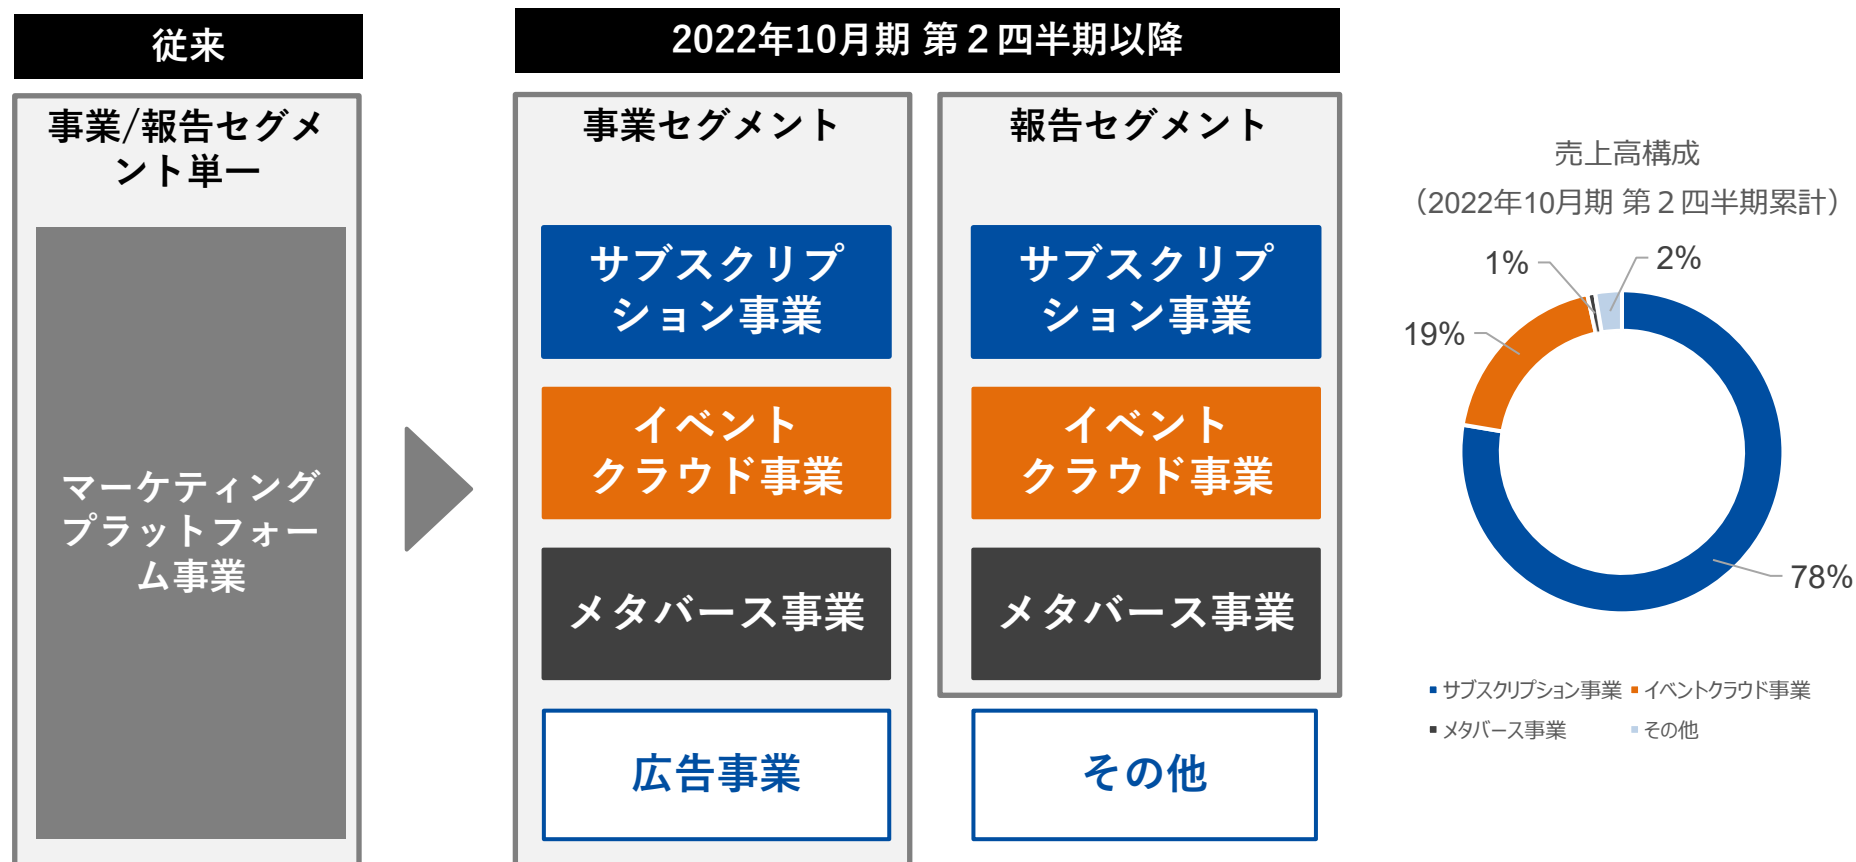 従来
事業/報告セグメ
ント単一
マーケティング
プラットフォー
ム事業
2022年10月期 第２四半期以降
事業セグメント
サブスクリプ
ション事業
イベント
クラウド事業
メタバース事業
広告事業
報告セグメント
サブスクリプ
ション事業
イベント
クラウド事業
メタバース事業
その他
売上高構成
（2022年10月期 第２四半期累計）
1%
2%
19%
78%
サブスクリプション事業
イベントクラウド事業
メタバース事業
その他